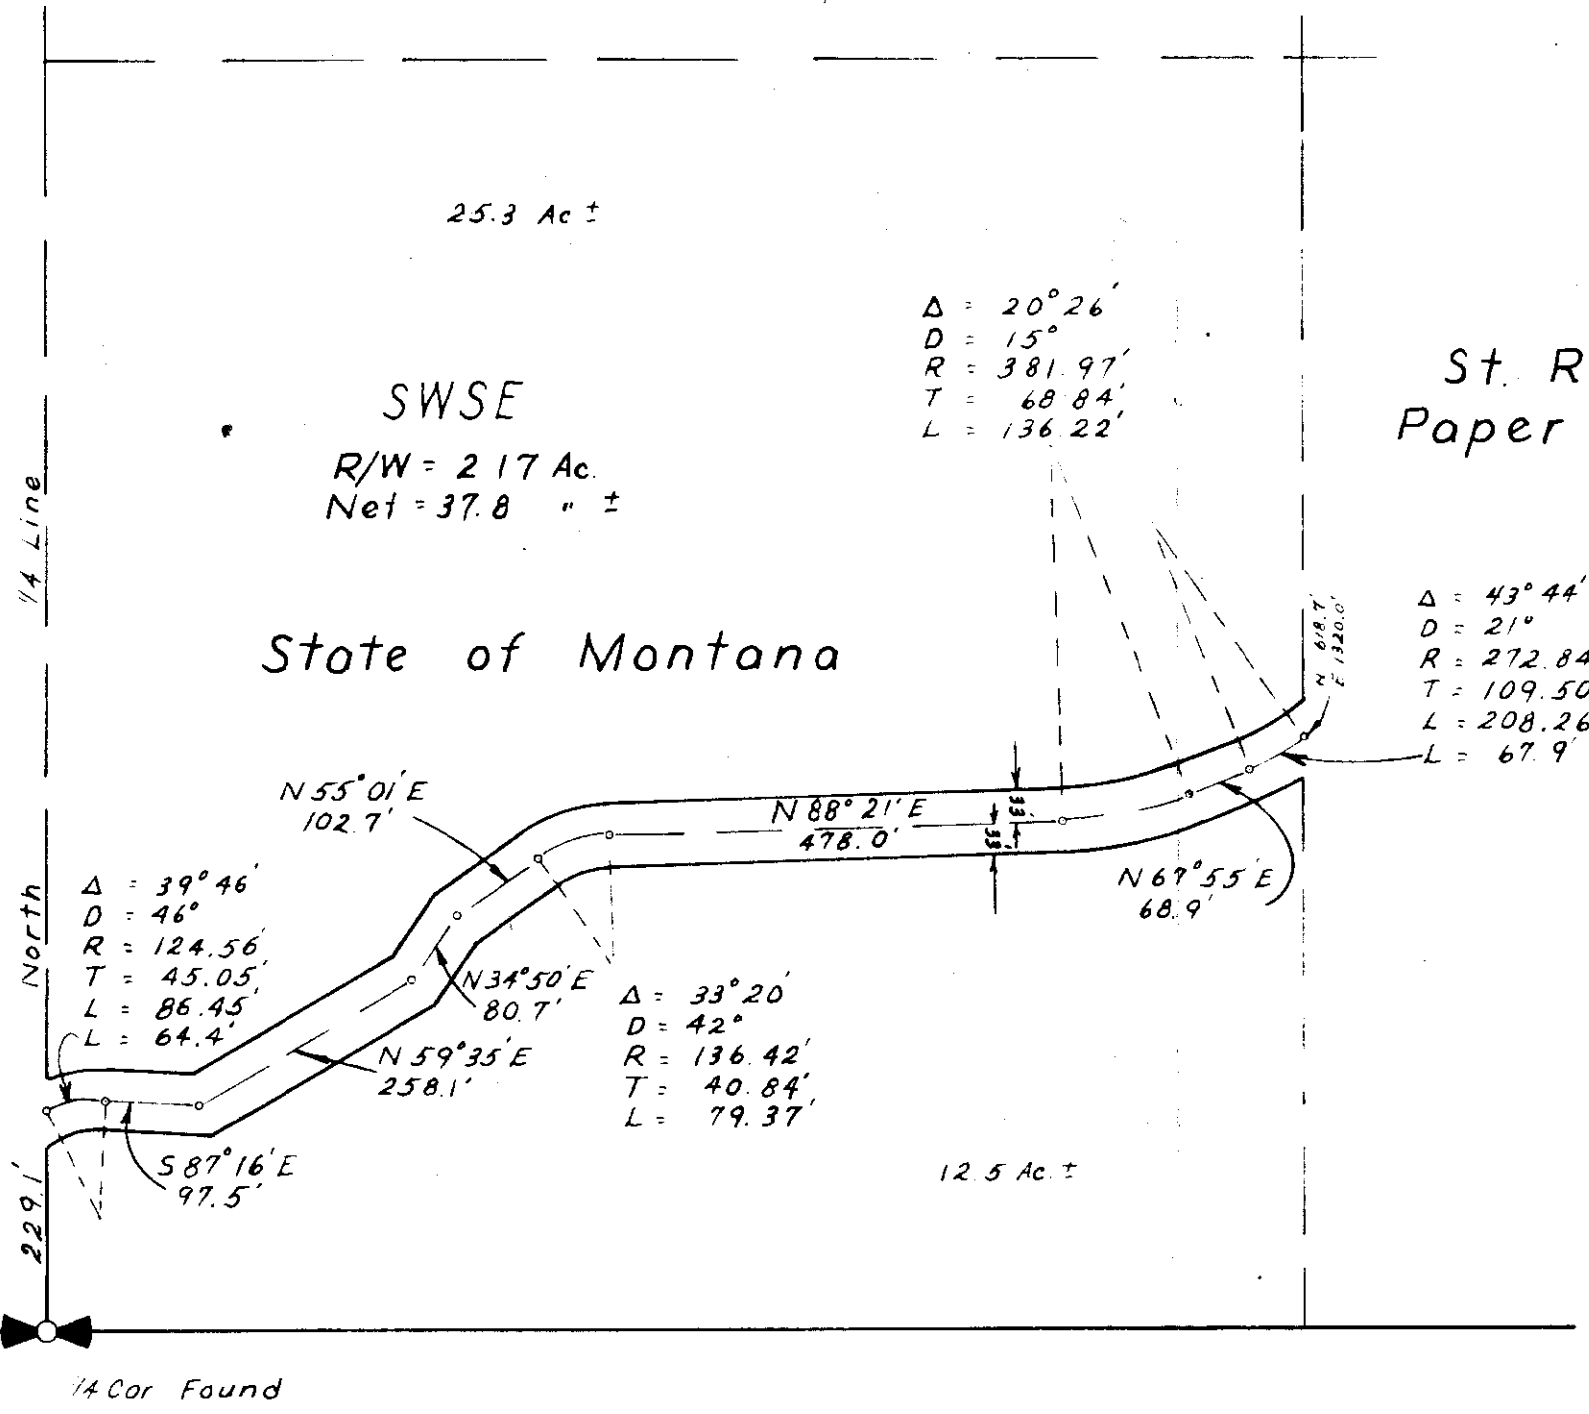 25.3 Ac ±
Δ = 20° 26'
D = 15°
R = 381.97'
T = 68.84'
L = 136.22'
SWSE
R/W = 2 17 Ac.
Net = 37.8 " ±
St. R
Paper
1/4 Line
State of Montana
N 618.7'
E 1320.0'
Δ = 43° 44'
D = 21°
R = 272.84
T = 109.50
L = 208.26
L = 67.9'
N 55° 01' E
102.7'
N 88° 21' E
478.0'
33'
33'
N 67° 55' E
68.9'
North
Δ = 39° 46'
D = 46°
R = 124.56'
T = 45.05'
L = 86.45'
L = 64.4'
N 34° 50' E
80.7'
N 59° 35' E
258.1'
Δ = 33° 20'
D = 42°
R = 136.42'
T = 40.84'
L = 79.37'
S 87° 16' E
97.5'
229.1'
12.5 Ac. ±
1/4 Cor Found